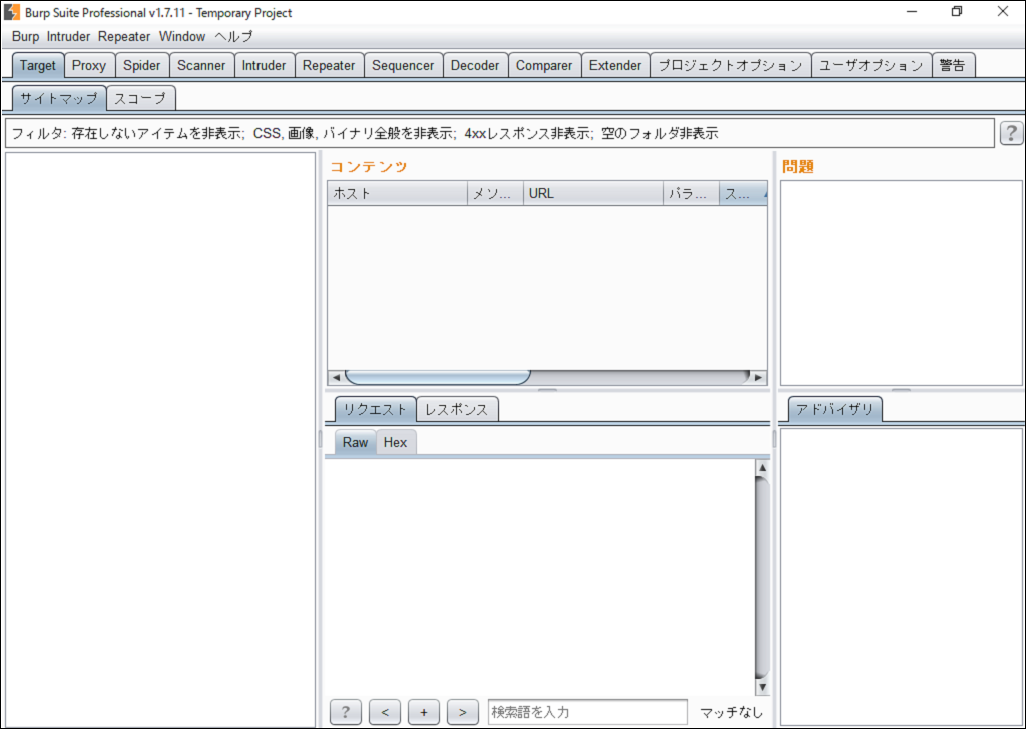 Burp Suite Professional v1.7.11 - Temporary Project
Burp Intruder Repeater Window ヘルプ
Target Proxy Spider Scanner Intruder Repeater Sequencer Decoder Comparer Extender プロジェクトオプション ユーザオプション 警告
サイトマップ スコープ
フィルタ: 存在しないアイテムを非表示; CSS, 画像, バイナリ全般を非表示; 4xxレスポンス非表示; 空のフォルダ非表示 ?
コンテンツ 問題
ホスト メソ... URL パラ... ス...
リクエスト レスポンス アドバイザリ
Raw Hex
? < + > 検索語を入力 マッチなし